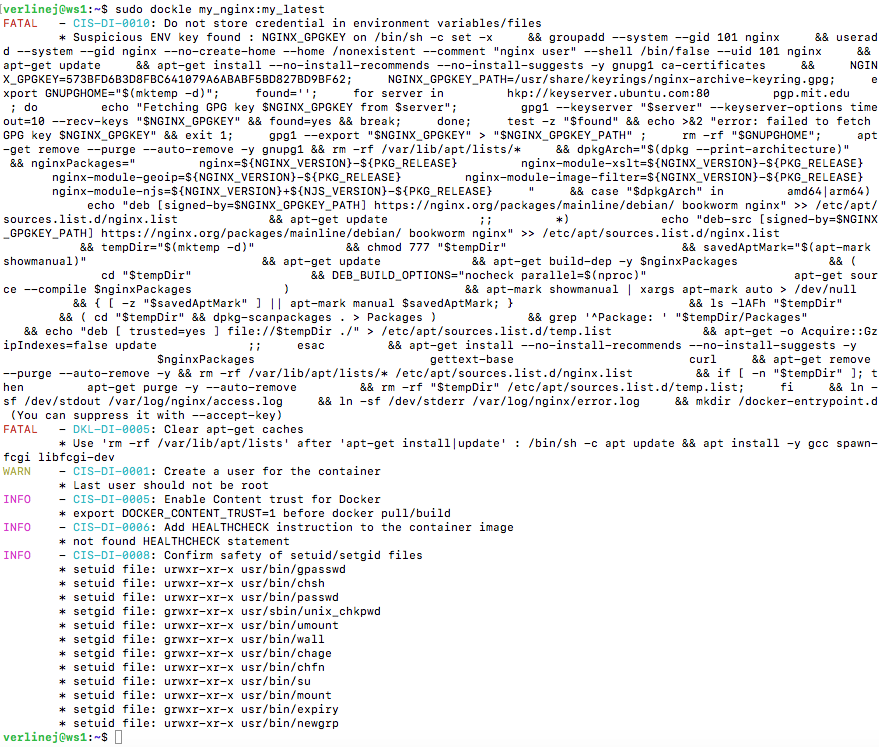 verlinej@ws1:~$ sudo dockle my_nginx:my_latest
FATAL   - CIS-DI-0010: Do not store credential in environment variables/files
        * Suspicious ENV key found : NGINX_GPGKEY on /bin/sh -c set -x     && groupadd --system --gid 101 nginx     && userad
d --system --gid nginx --no-create-home --home /nonexistent --comment "nginx user" --shell /bin/false --uid 101 nginx     &&
apt-get update     && apt-get install --no-install-recommends --no-install-suggests -y gnupg1 ca-certificates     &&     NGIN
X_GPGKEY=573BFD6B3D8FBC641079A6ABABF5BD827BD9BF62;     NGINX_GPGKEY_PATH=/usr/share/keyrings/nginx-archive-keyring.gpg;     e
xport GNUPGHOME="$(mktemp -d)";     found='';     for server in         hkp://keyserver.ubuntu.com:80         pgp.mit.edu
 ; do         echo "Fetching GPG key $NGINX_GPGKEY from $server";         gpg1 --keyserver "$server" --keyserver-options time
out=10 --recv-keys "$NGINX_GPGKEY" && found=yes && break;     done;     test -z "$found" && echo >&2 "error: failed to fetch
GPG key $NGINX_GPGKEY" && exit 1;     gpg1 --export "$NGINX_GPGKEY" > "$NGINX_GPGKEY_PATH" ;     rm -rf "$GNUPGHOME";     apt
-get remove --purge --auto-remove -y gnupg1 && rm -rf /var/lib/apt/lists/*     && dpkgArch="$(dpkg --print-architecture)"
 && nginxPackages="         nginx=${NGINX_VERSION}-${PKG_RELEASE}         nginx-module-xslt=${NGINX_VERSION}-${PKG_RELEASE}
       nginx-module-geoip=${NGINX_VERSION}-${PKG_RELEASE}         nginx-module-image-filter=${NGINX_VERSION}-${PKG_RELEASE}
       nginx-module-njs=${NGINX_VERSION}+${NJS_VERSION}-${PKG_RELEASE}     "     && case "$dpkgArch" in         amd64|arm64)
            echo "deb [signed-by=$NGINX_GPGKEY_PATH] https://nginx.org/packages/mainline/debian/ bookworm nginx" >> /etc/apt/
sources.list.d/nginx.list             && apt-get update             ;;         *)             echo "deb-src [signed-by=$NGINX
_GPGKEY_PATH] https://nginx.org/packages/mainline/debian/ bookworm nginx" >> /etc/apt/sources.list.d/nginx.list
           && tempDir="$(mktemp -d)"             && chmod 777 "$tempDir"                         && savedAptMark="$(apt-mark
showmanual)"                         && apt-get update             && apt-get build-dep -y $nginxPackages             && (
              cd "$tempDir"                 && DEB_BUILD_OPTIONS="nocheck parallel=$(nproc)"                     apt-get sour
ce --compile $nginxPackages             )                         && apt-mark showmanual | xargs apt-mark auto > /dev/null
          && { [ -z "$savedAptMark" ] || apt-mark manual $savedAptMark; }                         && ls -lAFh "$tempDir"
         && ( cd "$tempDir" && dpkg-scanpackages . > Packages )             && grep '^Package: ' "$tempDir/Packages"
   && echo "deb [ trusted=yes ] file://$tempDir ./" > /etc/apt/sources.list.d/temp.list             && apt-get -o Acquire::Gz
ipIndexes=false update             ;;     esac         && apt-get install --no-install-recommends --no-install-suggests -y
                      $nginxPackages                         gettext-base                         curl     && apt-get remove
--purge --auto-remove -y && rm -rf /var/lib/apt/lists/* /etc/apt/sources.list.d/nginx.list         && if [ -n "$tempDir" ]; t
hen         apt-get purge -y --auto-remove         && rm -rf "$tempDir" /etc/apt/sources.list.d/temp.list;     fi     && ln -
sf /dev/stdout /var/log/nginx/access.log     && ln -sf /dev/stderr /var/log/nginx/error.log     && mkdir /docker-entrypoint.d
 (You can suppress it with --accept-key)
FATAL   - DKL-DI-0005: Clear apt-get caches
        * Use 'rm -rf /var/lib/apt/lists' after 'apt-get install|update' : /bin/sh -c apt update && apt install -y gcc spawn-
fcgi libfcgi-dev
WARN    - CIS-DI-0001: Create a user for the container
        * Last user should not be root
INFO    - CIS-DI-0005: Enable Content trust for Docker
        * export DOCKER_CONTENT_TRUST=1 before docker pull/build
INFO    - CIS-DI-0006: Add HEALTHCHECK instruction to the container image
        * not found HEALTHCHECK statement
INFO    - CIS-DI-0008: Confirm safety of setuid/setgid files
        * setuid file: urwxr-xr-x usr/bin/gpasswd
        * setuid file: urwxr-xr-x usr/bin/chsh
        * setuid file: urwxr-xr-x usr/bin/passwd
        * setgid file: grwxr-xr-x usr/sbin/unix_chkpwd
        * setuid file: urwxr-xr-x usr/bin/umount
        * setgid file: grwxr-xr-x usr/bin/wall
        * setgid file: grwxr-xr-x usr/bin/chage
        * setuid file: urwxr-xr-x usr/bin/chfn
        * setuid file: urwxr-xr-x usr/bin/su
        * setuid file: urwxr-xr-x usr/bin/mount
        * setgid file: grwxr-xr-x usr/bin/expiry
        * setuid file: urwxr-xr-x usr/bin/newgrp
verlinej@ws1:~$